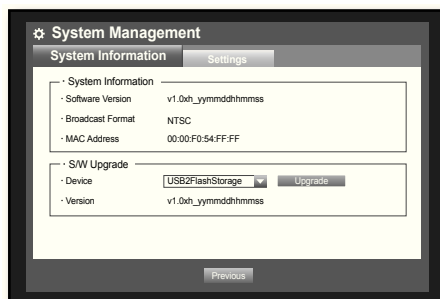 System Management
System Information
Settings
· System Information
· Software Version v1.0xh_yymmddhhmmss
· Broadcast Format NTSC
· MAC Address 00:00:F0:54:FF:FF
· S/W Upgrade
· Device USB2FlashStorage Upgrade
· Version v1.0xh_yymmddhhmmss
Previous